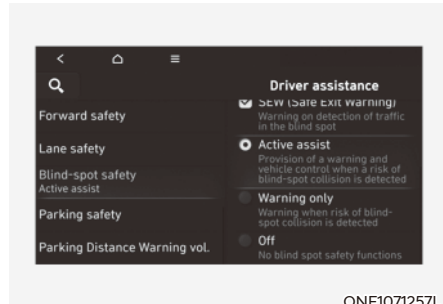 Driver assistance
Forward safety
Lane safety
Blind-spot safety
Active assist
Parking safety
Parking Distance Warning vol.
SEW (Safe Exit Warning)
Warning on detection of traffic
in the blind spot
Active assist
Provision of a warning and
vehicle control when a risk of
blind-spot collision is detected
Warning only
Warning when risk of blind-
spot collision is detected
Off
No blind spot safety functions
ONE1071257L